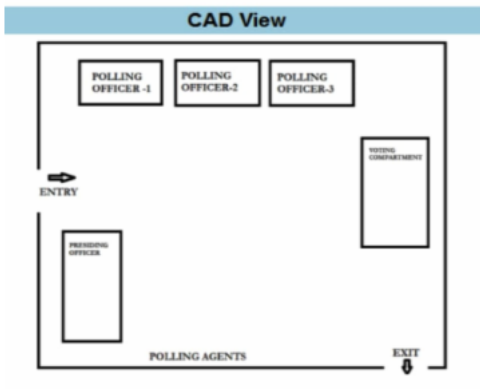 CAD View
POLLING
OFFICER -1
POLLING
OFFICER-2
POLLING
OFFICER-3
VOTING
COMPARTMENT
ENTRY
PRESIDING
OFFICER
POLLING AGENTS
EXIT